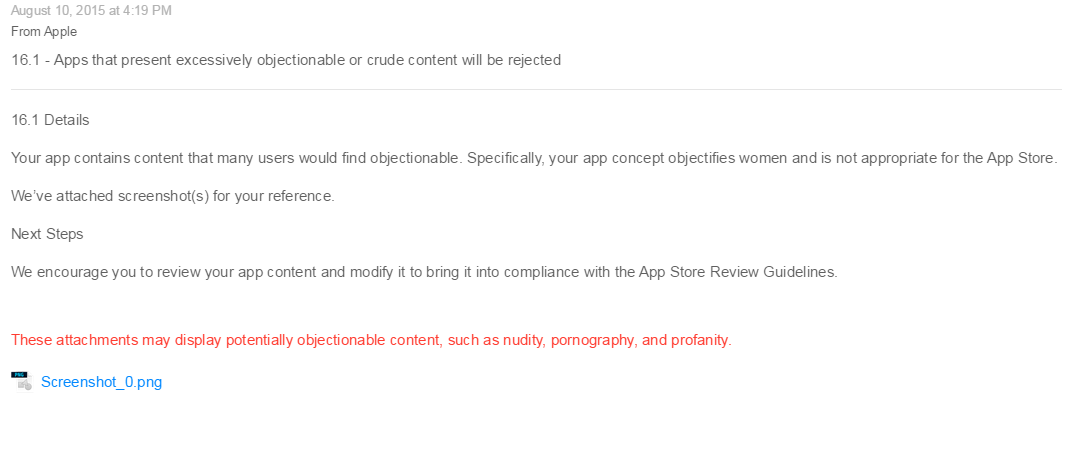 August 10, 2015 at 4:19 PM
From Apple
16.1 - Apps that present excessively objectionable or crude content will be rejected
16.1 Details
Your app contains content that many users would find objectionable. Specifically, your app concept objectifies women and is not appropriate for the App Store.
We’ve attached screenshot(s) for your reference.
Next Steps
We encourage you to review your app content and modify it to bring it into compliance with the App Store Review Guidelines.
These attachments may display potentially objectionable content, such as nudity, pornography, and profanity.
PNG Screenshot_0.png